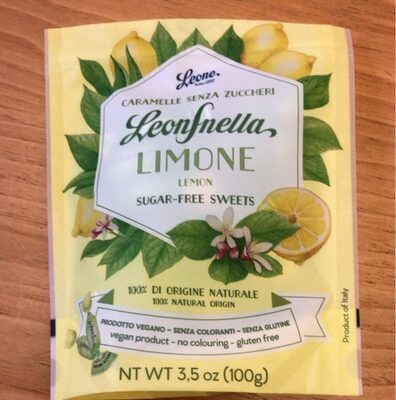 Leone
CARAMELLE SENZA ZUCCHERI
LeonSnella
LIMONE
LEMON
SUGAR-FREE SWEETS
100% DI ORIGINE NATURALE
100% NATURAL ORIGIN
PRODOTTO VEGANO - SENZA COLORANTI - SENZA GLUTINE
vegan product - no colouring - gluten free
NT WT 3,5 oz (100g)
Product of Italy